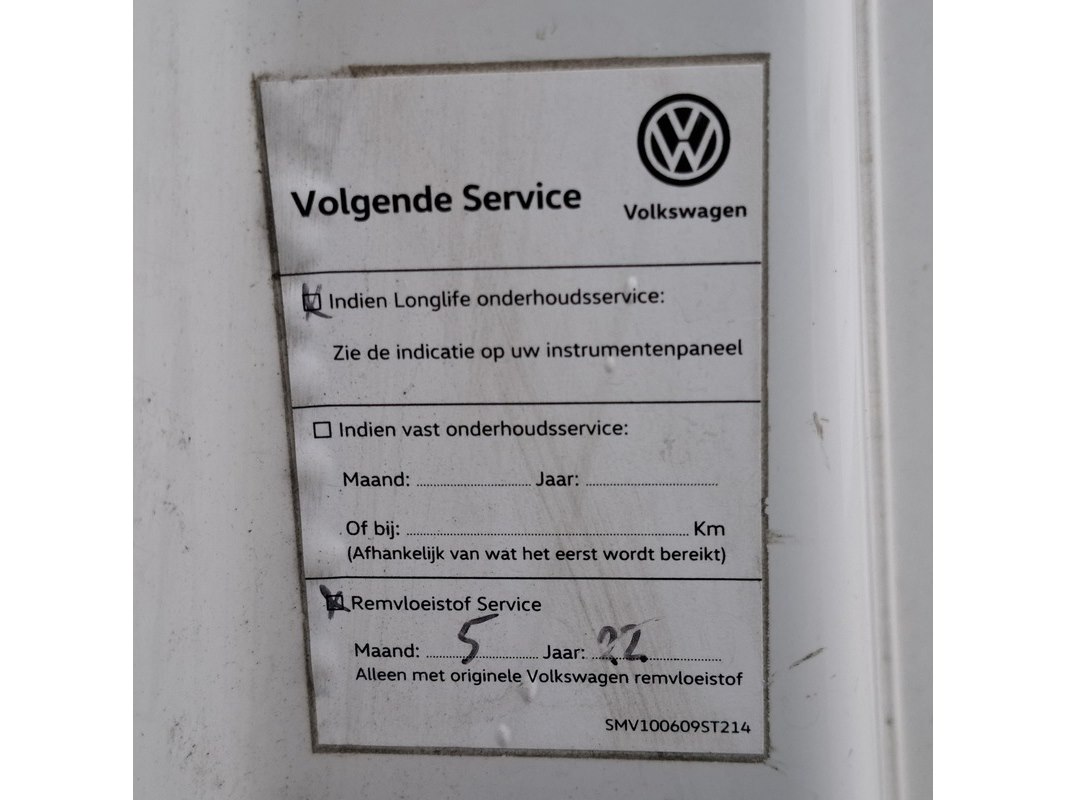 Volgende Service
Volkswagen
Indien Longlife onderhoudsservice:
Zie de indicatie op uw instrumentenpaneel
Indien vast onderhoudsservice:
Maand: Jaar:
Of bij: Km
(Afhankelijk van wat het eerst wordt bereikt)
Remvloeistof Service
Maand: 5 Jaar: 22
Alleen met originele Volkswagen remvloeistof
SMV100609ST214